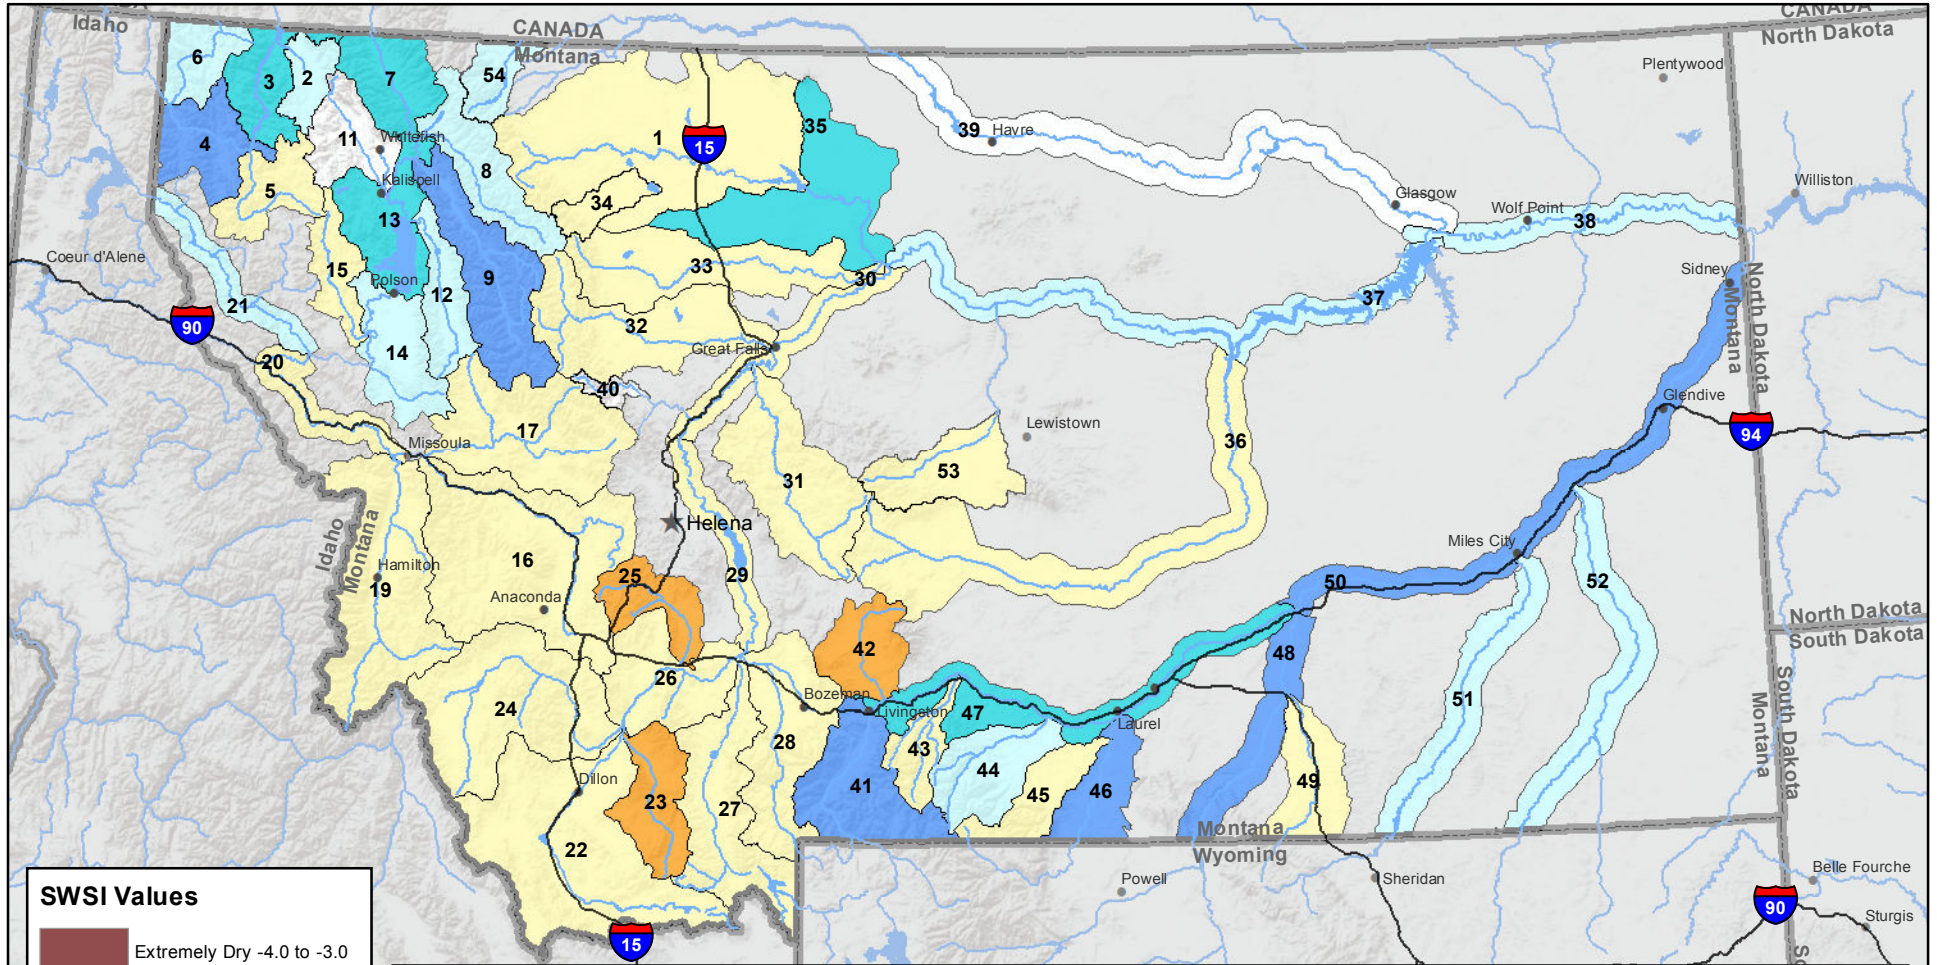 CANADA
Idaho
CANADA
Montana
CANADA
North Dakota
6
3
2
7
54
Plentywood
4
11
Whitefish
8
1
15
35
39
Havre
5
Kalispell
13
34
Glasgow
Wolf Point
38
Williston
Coeur d'Alene
15
Polson
12
9
33
30
37
Sidney
Montana
North Dakota
21
90
14
32
Great Falls
20
40
17
Missoula
Lewistown
36
Glendive
94
31
53
Helena
Idaho
Montana
Hamilton
19
16
Anaconda
25
29
Miles City
50
52
North Dakota
South Dakota
42
48
26
24
Bozeman
Livingston
47
Laurel
51
Montana
South Dakota
28
43
44
Dillon
23
27
41
45
46
49
22
Montana
Wyoming
Powell
Sheridan
Belle Fourche
90
Sturgis
15
SWSI Values
Extremely Dry -4.0 to -3.0